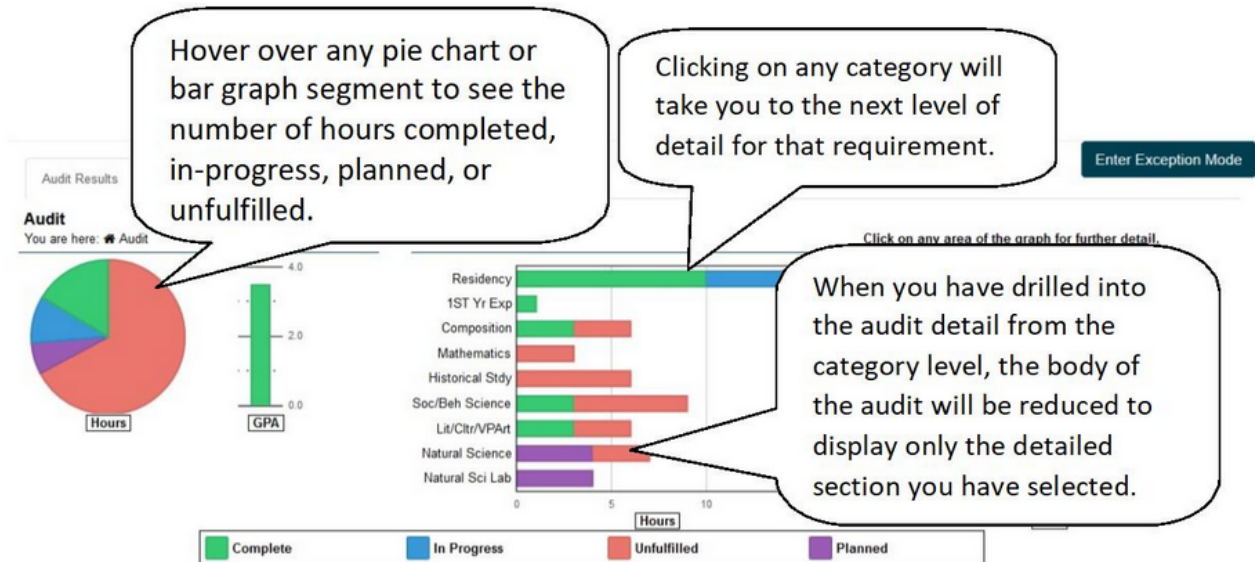 Hover over any pie chart or
bar graph segment to see the
number of hours completed,
in-progress, planned, or
unfulfilled.
Clicking on any category will
take you to the next level of
detail for that requirement.
Enter Exception Mode
Audit Results
Audit
You are here: Audit
Click on any area of the graph for further detail.
4.0
2.0
0.0
Hours
GPA
Residency
1ST Yr Exp
Composition
Mathematics
Historical Stdy
Soc/Beh Science
Lit/Cltr/VPArt
Natural Science
Natural Sci Lab
0 5 10
Hours
When you have drilled into
the audit detail from the
category level, the body of
the audit will be reduced to
display only the detailed
section you have selected.
Complete In Progress Unfulfilled Planned